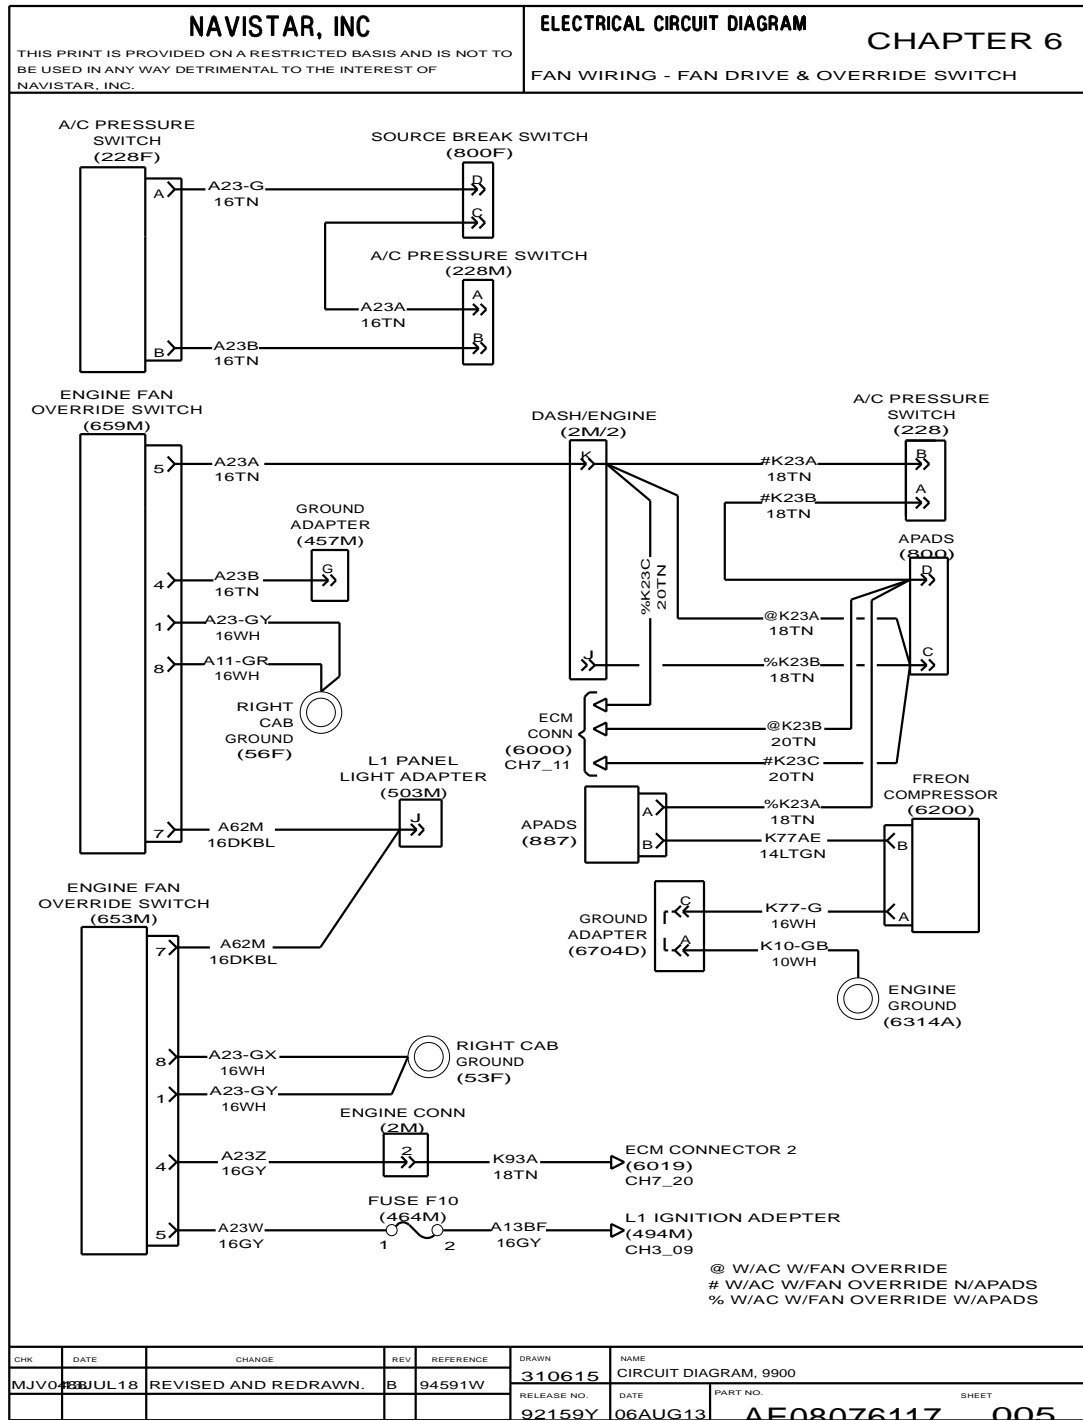 NAVISTAR, INC
THIS PRINT IS PROVIDED ON A RESTRICTED BASIS AND IS NOT TO
BE USED IN ANY WAY DETRIMENTAL TO THE INTEREST OF
NAVISTAR, INC.
ELECTRICAL CIRCUIT DIAGRAM
CHAPTER 6
FAN WIRING - FAN DRIVE & OVERRIDE SWITCH
A/C PRESSURE
SWITCH
(228F)
A
A23-G
16TN
B
A23B
16TN
SOURCE BREAK SWITCH
(800F)
D
C
A/C PRESSURE SWITCH
(228M)
A
A23A
16TN
B
ENGINE FAN
OVERRIDE SWITCH
(659M)
5
A23A
16TN
4
A23B
16TN
1
A23-GY
16WH
8
A11-GR
16WH
7
A62M
16DKBL
GROUND
ADAPTER
(457M)
G
RIGHT
CAB
GROUND
(56F)
L1 PANEL
LIGHT ADAPTER
(503M)
J
DASH/ENGINE
(2M/2)
K
J
%K23C
20TN
#K23A
18TN
#K23B
18TN
@K23A
18TN
%K23B
18TN
@K23B
20TN
#K23C
20TN
%K23A
18TN
K77AE
14LTGN
A/C PRESSURE
SWITCH
(228)
B
A
APADS
(800)
D
C
ECM
CONN
(6000)
CH7_11
APADS
(887)
A
B
FREON
COMPRESSOR
(6200)
B
A
GROUND
ADAPTER
(6704D)
C
A
K77-G
16WH
K10-GB
10WH
ENGINE
GROUND
(6314A)
ENGINE FAN
OVERRIDE SWITCH
(653M)
7
A62M
16DKBL
8
A23-GX
16WH
1
A23-GY
16WH
4
A23Z
16GY
5
A23W
16GY
RIGHT CAB
GROUND
(53F)
ENGINE CONN
(2M)
2
K93A
18TN
ECM CONNECTOR 2
(6019)
CH7_20
FUSE F10
(464M)
1
2
A13BF
16GY
L1 IGNITION ADEPTER
(494M)
CH3_09
@ W/AC W/FAN OVERRIDE
# W/AC W/FAN OVERRIDE N/APADS
% W/AC W/FAN OVERRIDE W/APADS
CHK DATE CHANGE REV REFERENCE
REVISED AND REDRAWN. B 94591W
DRAWN
310615
NAME
CIRCUIT DIAGRAM, 9900
RELEASE NO.
92159Y
DATE
06AUG13
PART NO.
AE08076117
SHEET
005